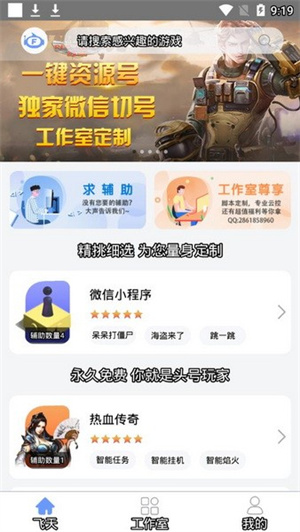 9:19
F
请搜索感兴趣的游戏
一键资源号
独家微信切号
工作室定制
求辅助
没有您要的辅助?
大声告诉我们~
工作室尊享
脚本定制、专业云控
还有超值福利等你拿
QQ:2861858960
精挑细选 为您量身定制
微信小程序
辅助数量4
呆呆打僵尸 海盗来了 跳一跳
永久免费 你就是头号玩家
热血传奇
辅助数量1
智能任务 智能挂机 智能焰火
飞天 工作室 我的